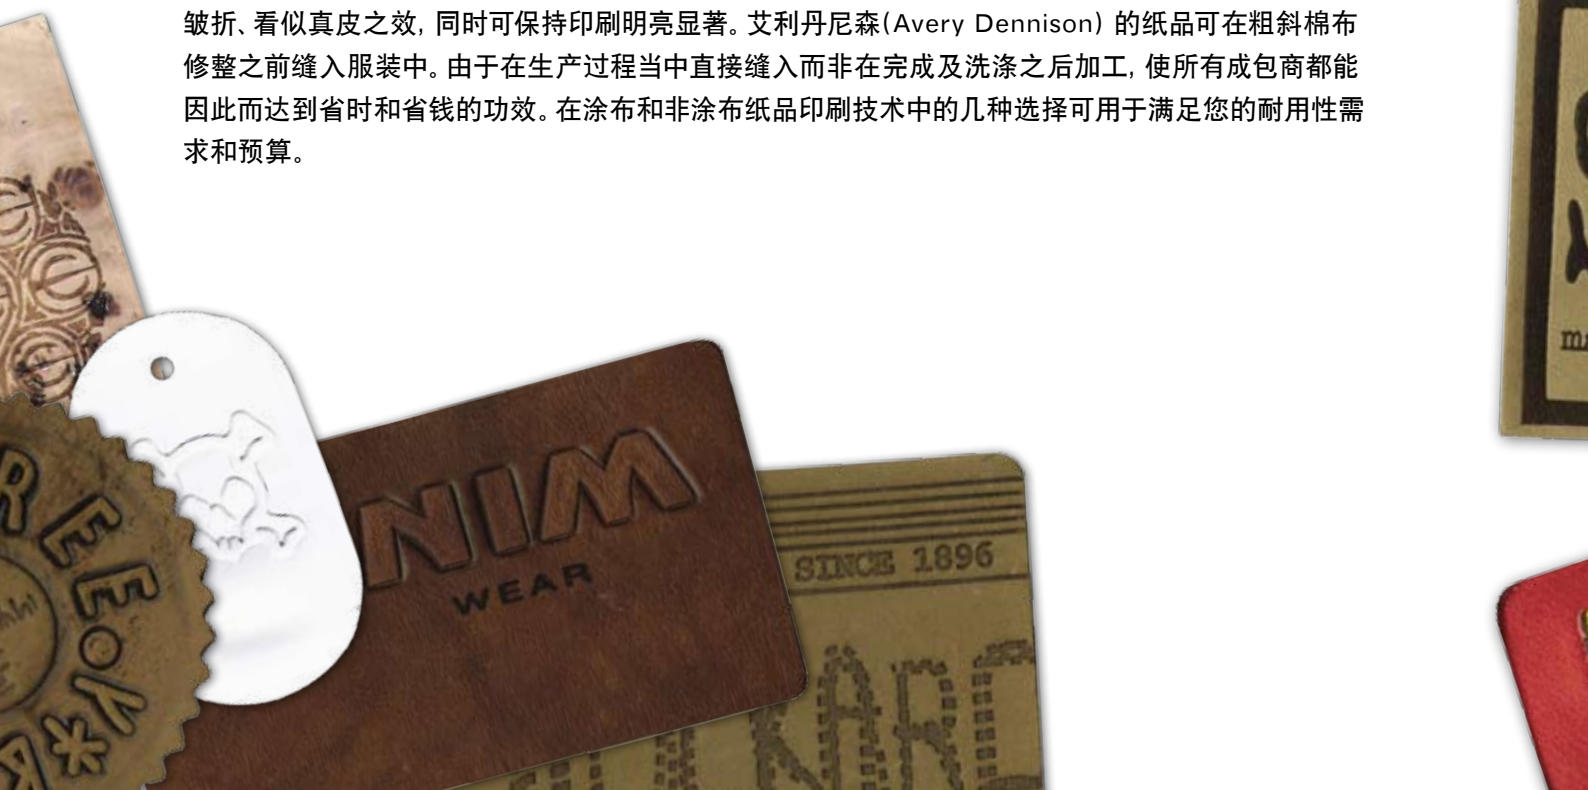 皱折、看似真皮之效, 同时可保持印刷明亮显著。艾利丹尼森(Avery Dennison) 的纸品可在粗斜棉布
修整之前缝入服装中。由于在生产过程当中直接缝入而非在完成及洗涤之后加工, 使所有成包商都能
因此而达到省时和省钱的功效。在涂布和非涂布纸品印刷技术中的几种选择可用于满足您的耐用性需
求和预算。
NIM
WEAR
SINCE 1896